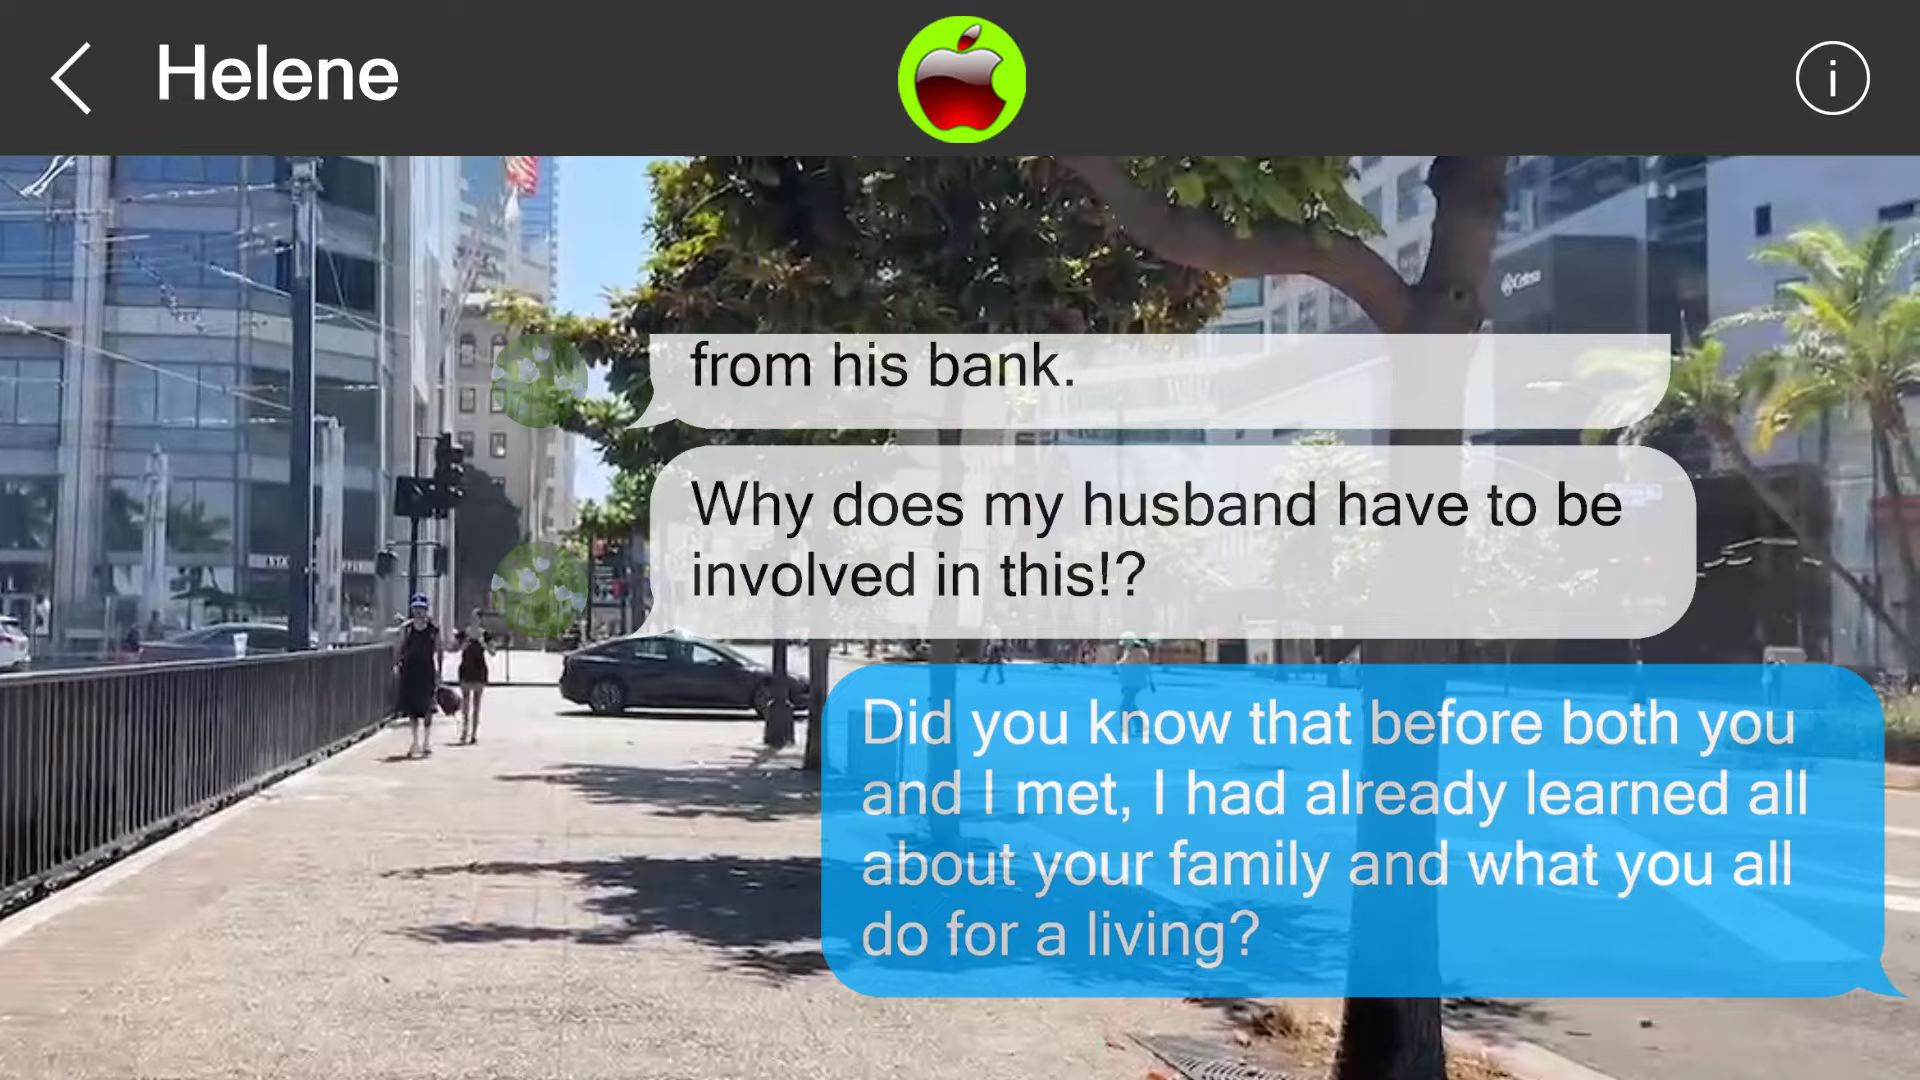 Helene
i
from his bank.
Why does my husband have to be
involved in this!?
Did you know that before both you
and I met, I had already learned all
about your family and what you all
do for a living?